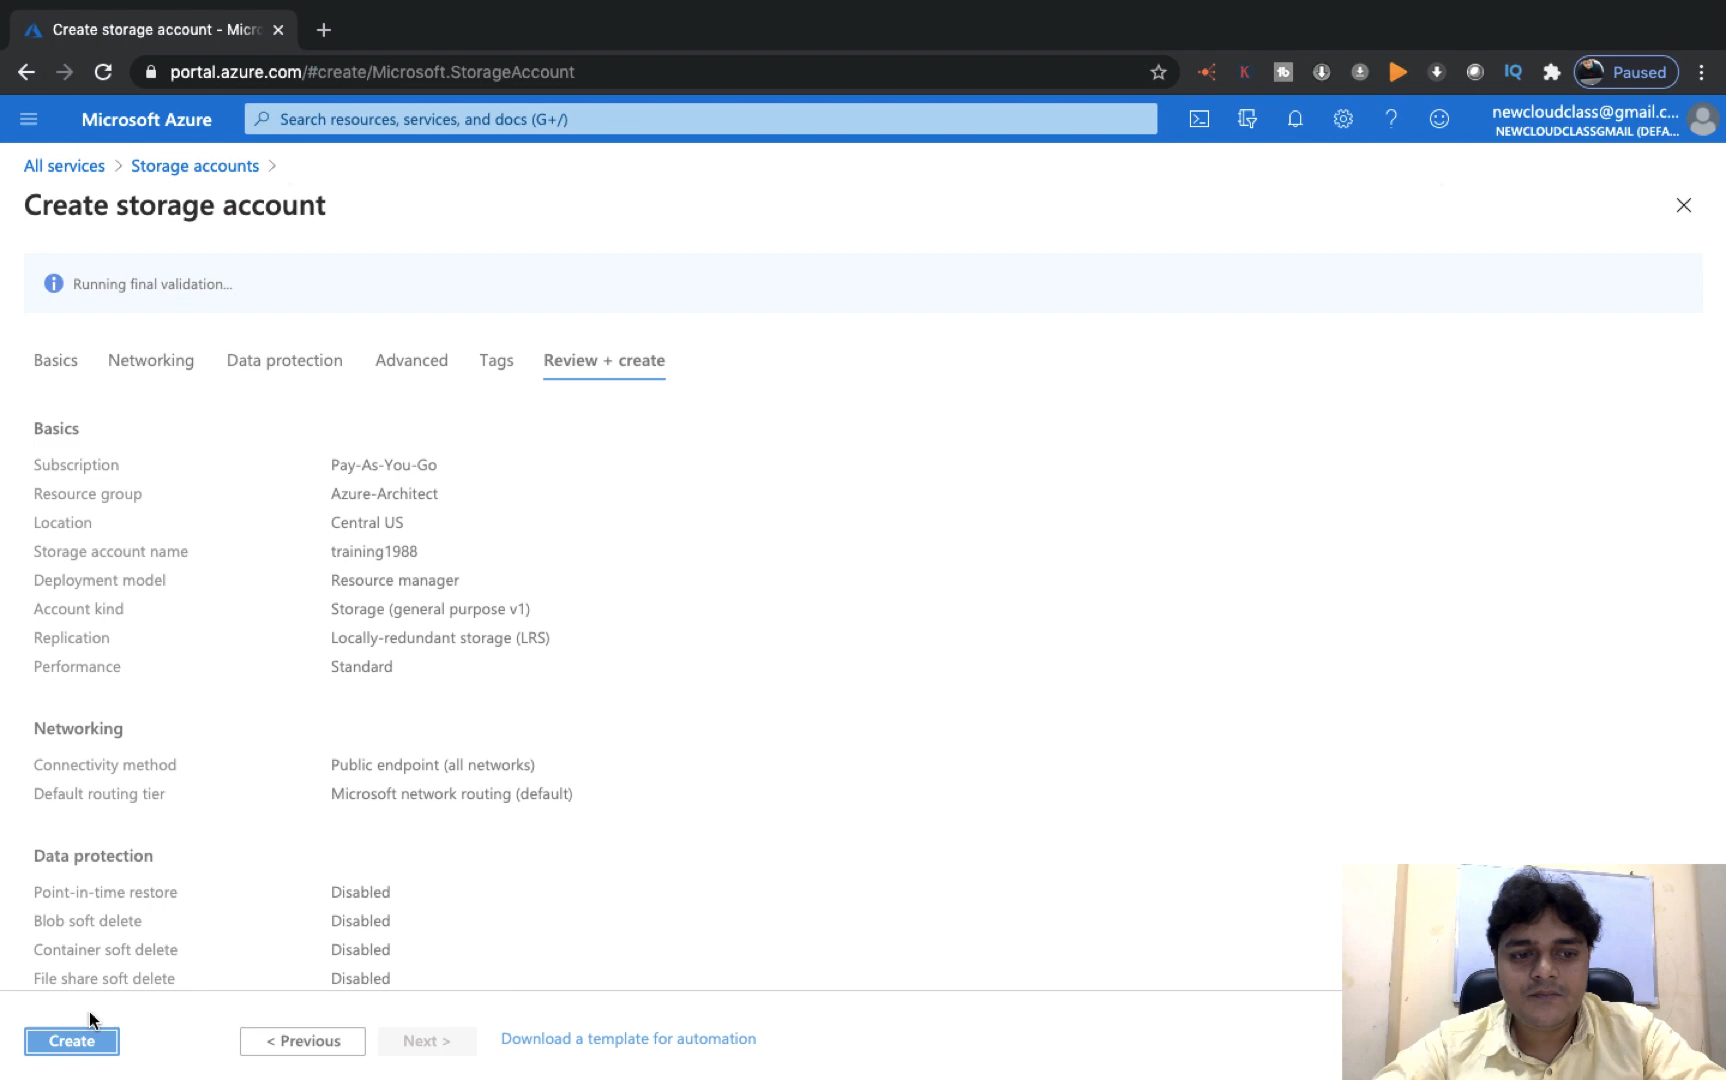 Create storage account - Micro
portal.azure.com/#create/Microsoft.StorageAccount
K
tb
IQ
Paused
Microsoft Azure
Search resources, services, and docs (G+/)
newcloudclass@gmail.c...
NEWCLOUDCLASSGMAIL (DEFA...
All services > Storage accounts >
Create storage account
Running final validation...
Basics Networking Data protection Advanced Tags Review + create
Basics
Subscription Pay-As-You-Go
Resource group Azure-Architect
Location Central US
Storage account name training1988
Deployment model Resource manager
Account kind Storage (general purpose v1)
Replication Locally-redundant storage (LRS)
Performance Standard
Networking
Connectivity method Public endpoint (all networks)
Default routing tier Microsoft network routing (default)
Data protection
Point-in-time restore Disabled
Blob soft delete Disabled
Container soft delete Disabled
File share soft delete Disabled
Create < Previous Next > Download a template for automation